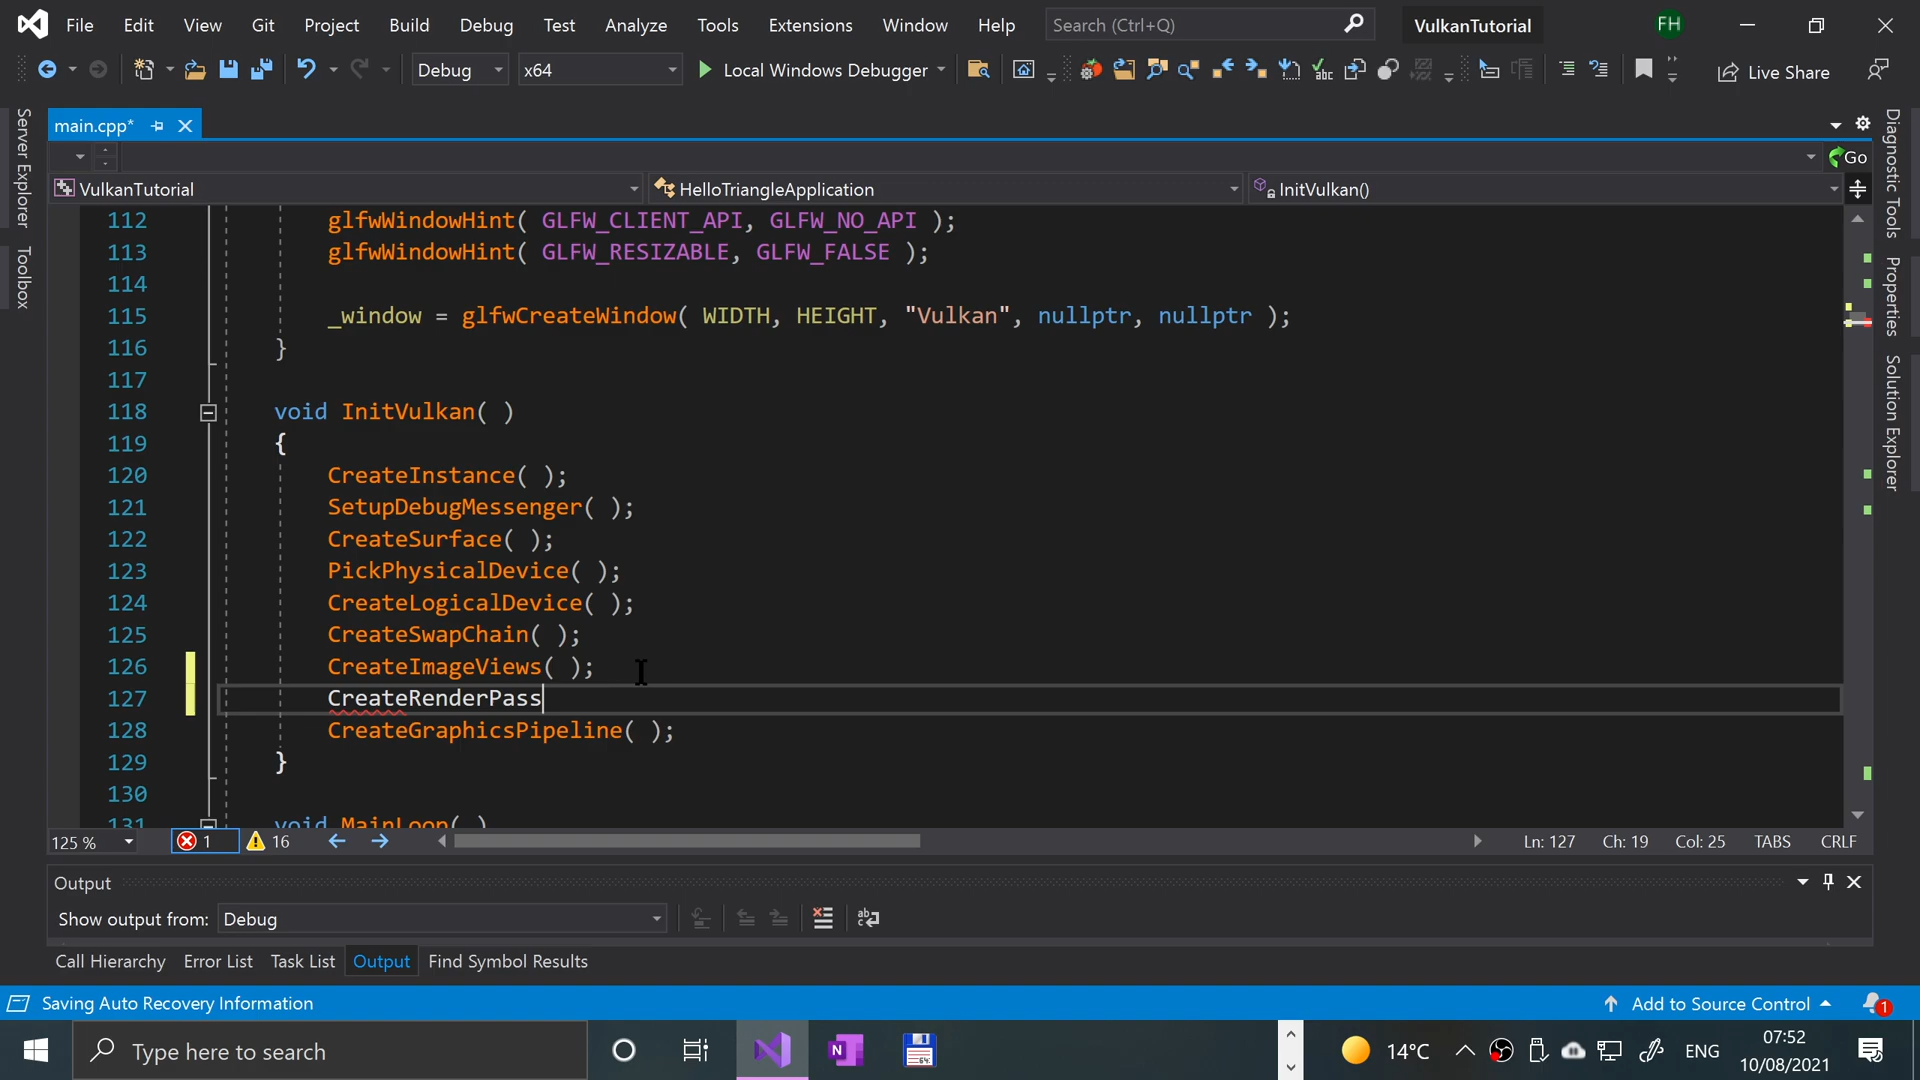 File Edit View Git Project Build Debug Test Analyze Tools Extensions Window Help Search (Ctrl+Q) VulkanTutorial FH
Debug x64 Local Windows Debugger Live Share
main.cpp*
Go
VulkanTutorial HelloTriangleApplication InitVulkan()
Server Explorer
Toolbox
Diagnostic Tools
Properties
Solution Explorer
112 glfwWindowHint( GLFW_CLIENT_API, GLFW_NO_API );
113 glfwWindowHint( GLFW_RESIZABLE, GLFW_FALSE );
114
115 _window = glfwCreateWindow( WIDTH, HEIGHT, "Vulkan", nullptr, nullptr );
116 }
117
118 void InitVulkan( )
119 {
120 CreateInstance( );
121 SetupDebugMessenger( );
122 CreateSurface( );
123 PickPhysicalDevice( );
124 CreateLogicalDevice( );
125 CreateSwapChain( );
126 CreateImageViews( );
127 CreateRenderPass
128 CreateGraphicsPipeline( );
129 }
130
131 void MainLoop( )
125 % 1 16 Ln: 127 Ch: 19 Col: 25 TABS CRLF
Output
Show output from: Debug
Call Hierarchy Error List Task List Output Find Symbol Results
Saving Auto Recovery Information Add to Source Control 1
Type here to search 64 14°C ENG 07:52
10/08/2021